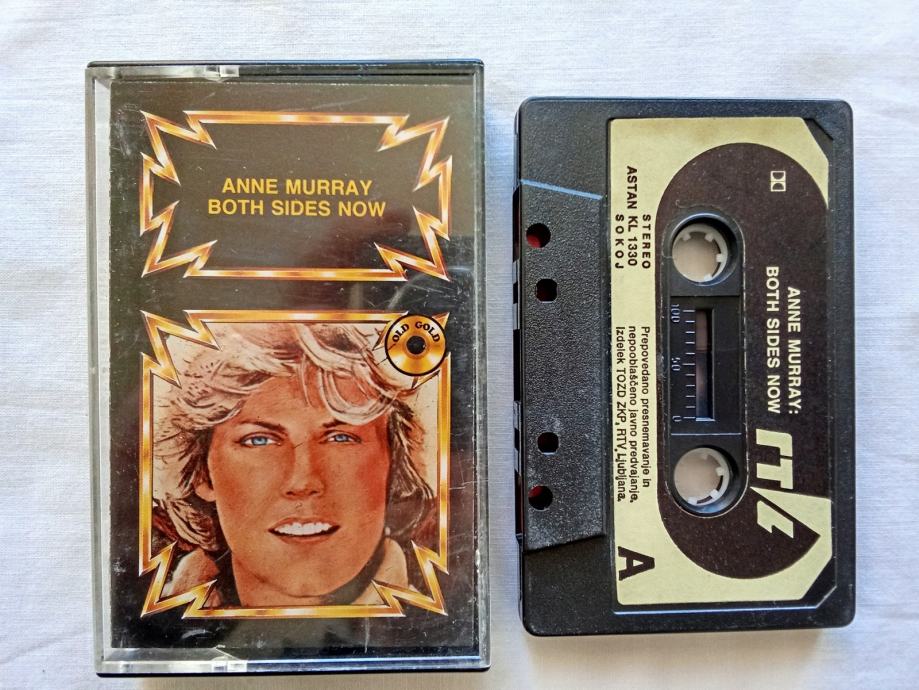 ANNE MURRAY
BOTH SIDES NOW
OLD GOLD
ANNE MURRAY:
BOTH SIDES NOW
STEREO
ASTAN KL 1330
SOKOJ
Prepovedano presnemavanje in
nepooblaščeno javno predvajanje.
Izdelek TOZD ZKP, RTV Ljubljana.
A
100
50
0